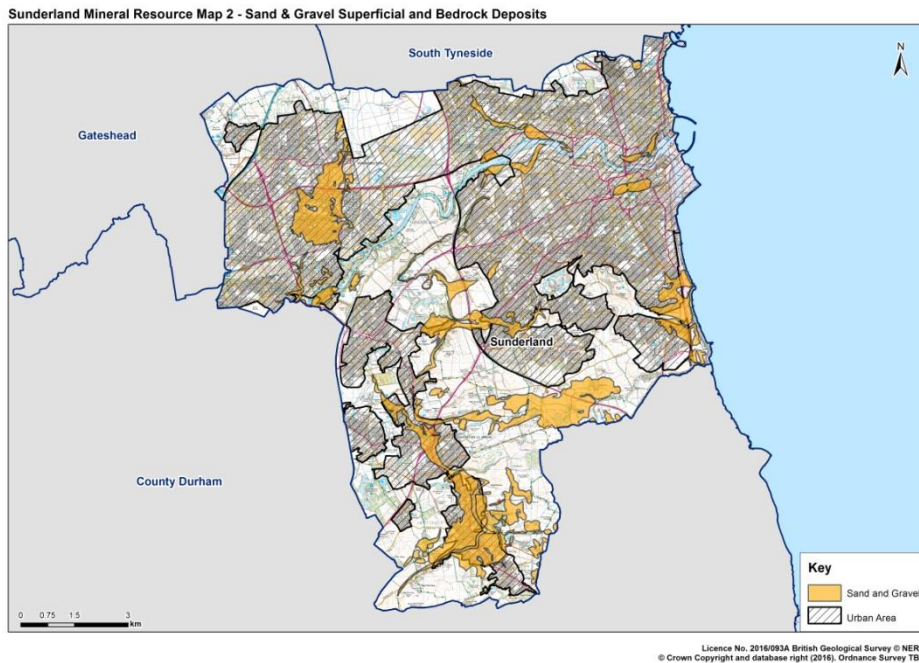 Sunderland Mineral Resource Map 2 - Sand & Gravel Superficial and Bedrock Deposits
South Tyneside
N
Gateshead
Sunderland
County Durham
Key
Sand and Gravel
Urban Area
0 0.75 1.5 3
km
Licence No. 2016/093A British Geological Survey © NER
© Crown Copyright and database right (2016). Ordnance Survey TB